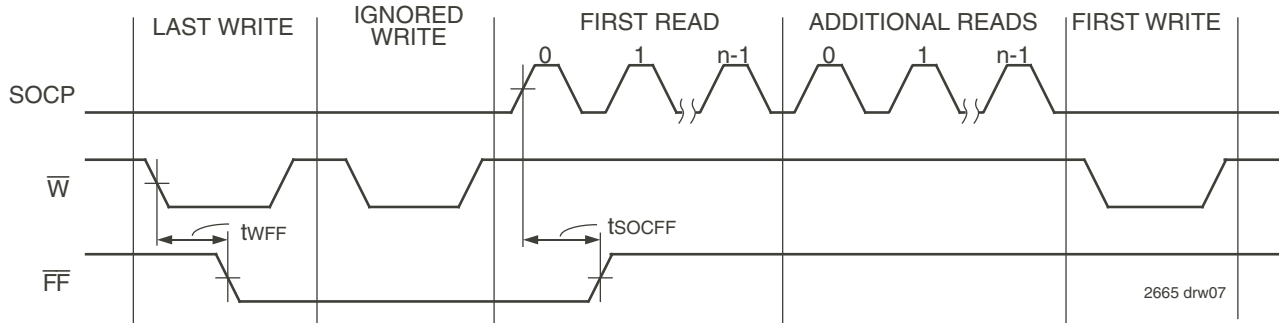 LAST WRITE
IGNORED
WRITE
FIRST READ
ADDITIONAL READS
FIRST WRITE
0
1
n-1
0
1
n-1
SOCP
W
tWFF
tSOCFF
FF
2665 drw07